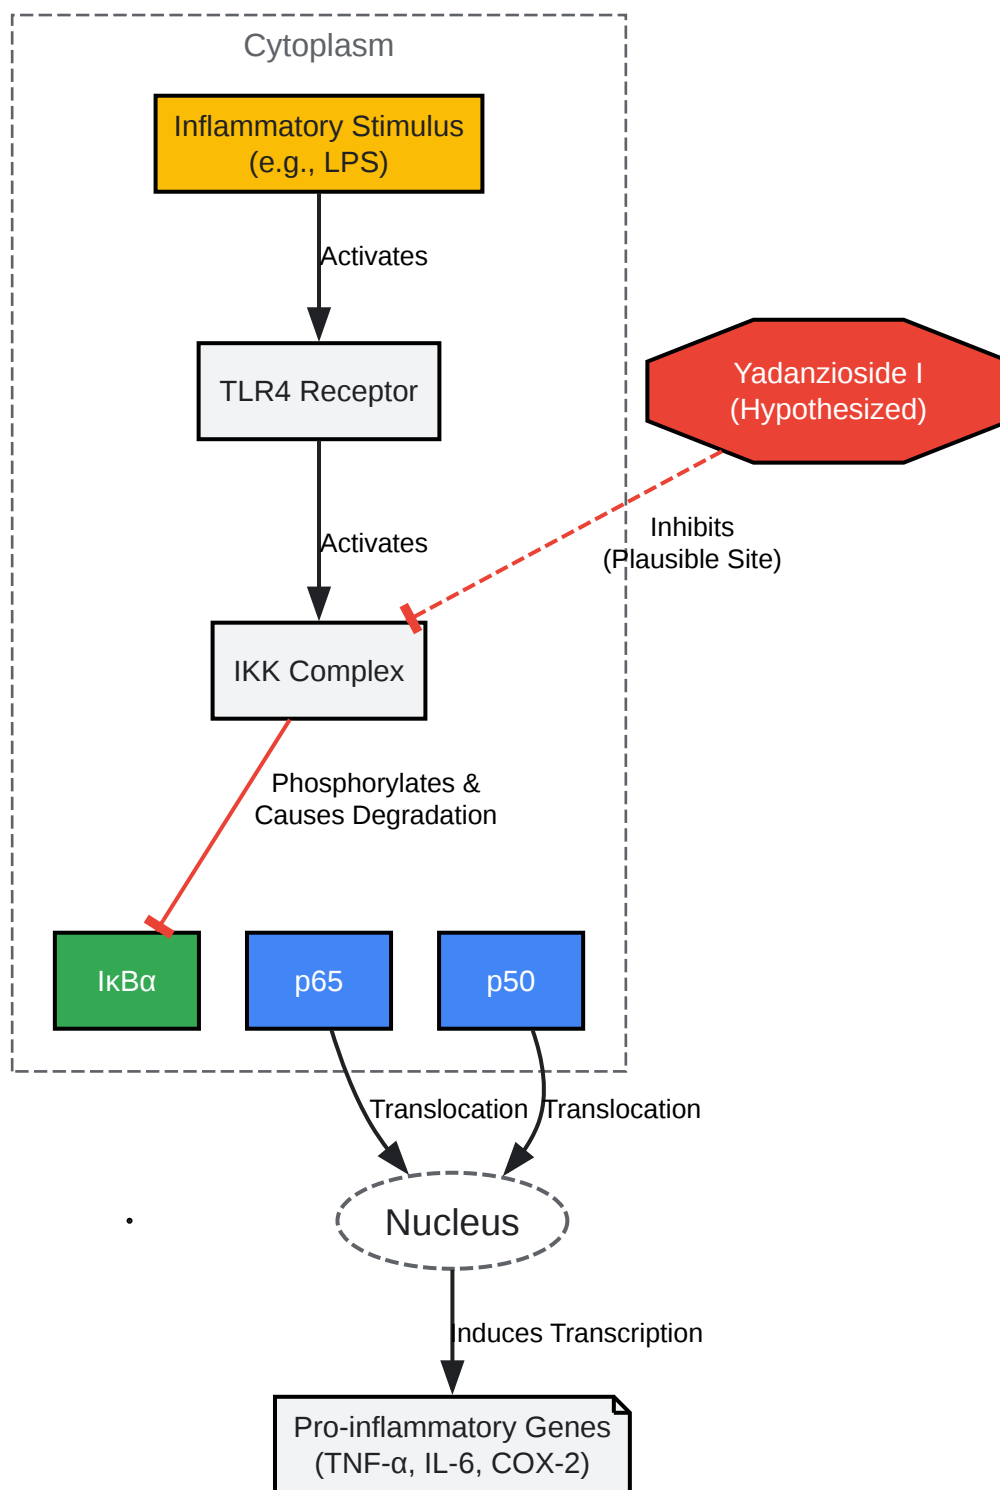 Cytoplasm
Inflammatory Stimulus
(e.g., LPS)
Activates
TLR4 Receptor
Yadanzioside I
(Hypothesized)
Activates
Inhibits
(Plausible Site)
IKK Complex
Phosphorylates &
Causes Degradation
IκBα
p65
p50
Translocation
Translocation
Nucleus
Induces Transcription
Pro-inflammatory Genes
(TNF-α, IL-6, COX-2)